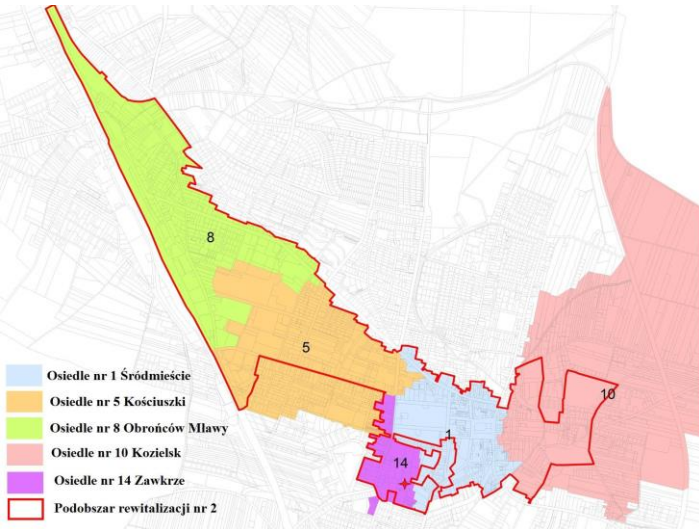 8
5
10
1
14
Osiedle nr 1 Śródmieście
Osiedle nr 5 Kościuszki
Osiedle nr 8 Obrońców Mławy
Osiedle nr 10 Kozielsk
Osiedle nr 14 Zawkrze
Podobszar rewitalizacji nr 2